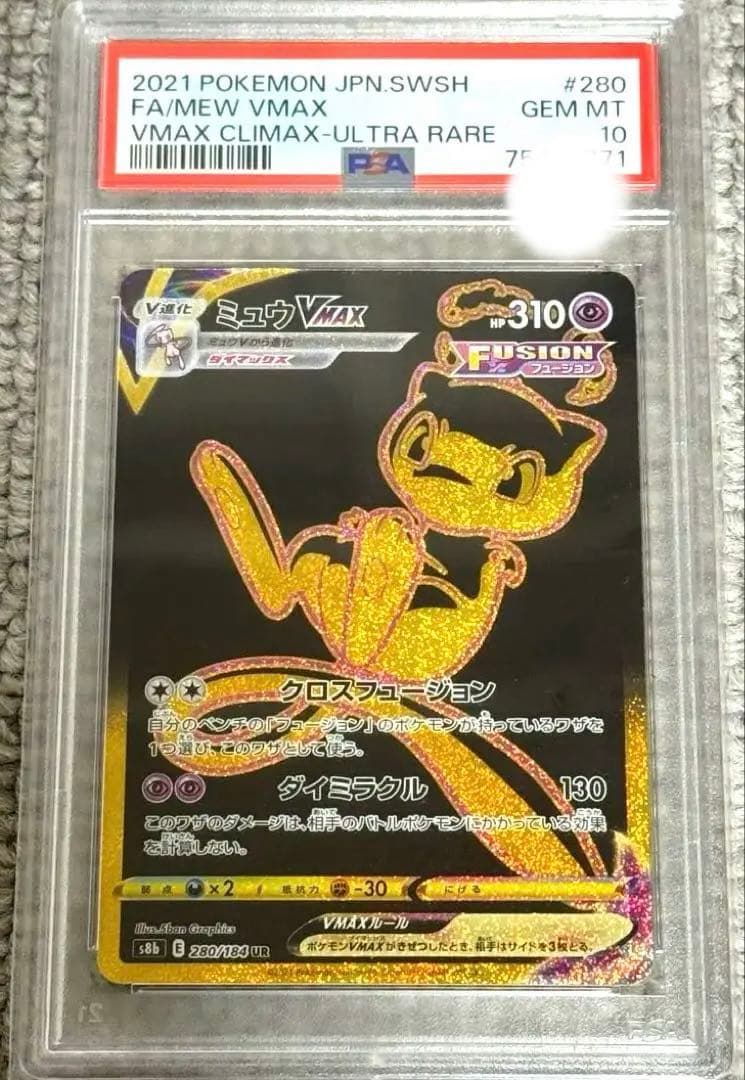 2021 POKEMON JPN.SWSH #280
FA/MEW VMAX GEM MT
VMAX CLIMAX-ULTRA RARE 10
PSA
V進化 ミュウVMAX HP310
ミュウVから進化
ダイマックス
FUSION
フュージョン
クロスフュージョン
自分のベンチの「フュージョン」のポケモンが持っているワザを
1つ選び、このワザとして使う。
ダイミラクル 130
このワザのダメージは、相手のバトルポケモンにかかっている効果
を計算しない。
弱点 ×2 抵抗力 -30 にげる
Illus. 5ban Graphics
VMAXルール
s8b E 280/184 UR
ポケモンVMAXがきぜつしたとき、相手はサイドを3枚とる。